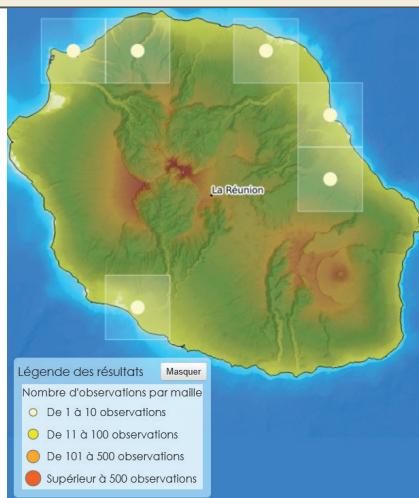 La Réunion
Légende des résultats
Masquer
Nombre d'observations par maille
De 1 à 10 observations
De 11 à 100 observations
De 101 à 500 observations
Supérieur à 500 observations